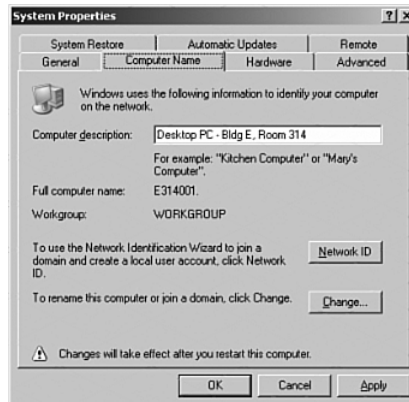 System Properties
System Restore Automatic Updates Remote
General Computer Name Hardware Advanced
Windows uses the following information to identify your computer
on the network.
Computer description: Desktop PC - Bldg E, Room 314
For example: "Kitchen Computer" or "Mary's
Computer".
Full computer name: E314001.
Workgroup: WORKGROUP
To use the Network Identification Wizard to join a
domain and create a local user account, click Network
ID.
Network ID
To rename this computer or join a domain, click Change.
Change...
Changes will take effect after you restart this computer.
OK Cancel Apply